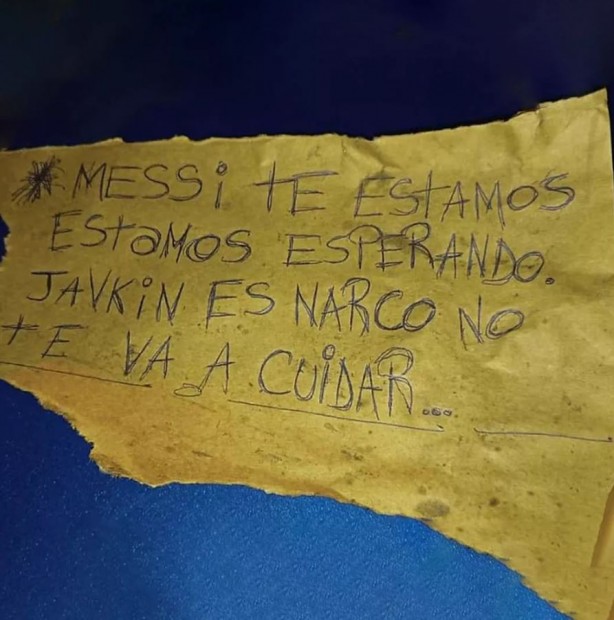 MESSi tE EStAMOS
EStaMOS ESPERANDO.
JAVKiN ES NARCO NO
tE VA A CUiDAR...